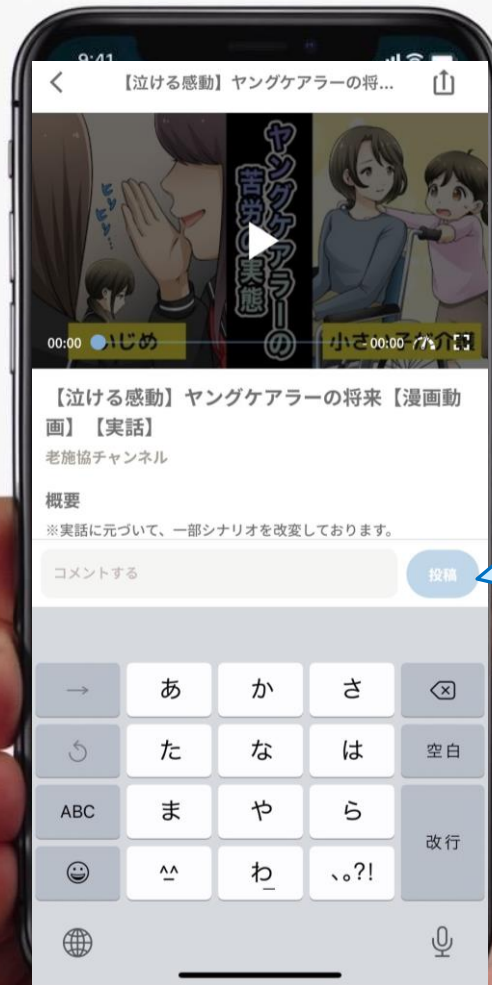 9:41
【泣ける感動】ヤングケアラーの将...
ヒソ
ヒソ...
ヤングケアラーの
苦労の実態
いじめ
00:00
00:00
【泣ける感動】ヤングケアラーの将来【漫画動
画】【実話】
老施協チャンネル
概要
※実話に元づいて、一部シナリオを改変しております。
コメントする
投稿
→ あ か さ
た な は 空白
ABC ま や ら
改行
^^ わ 、。?!